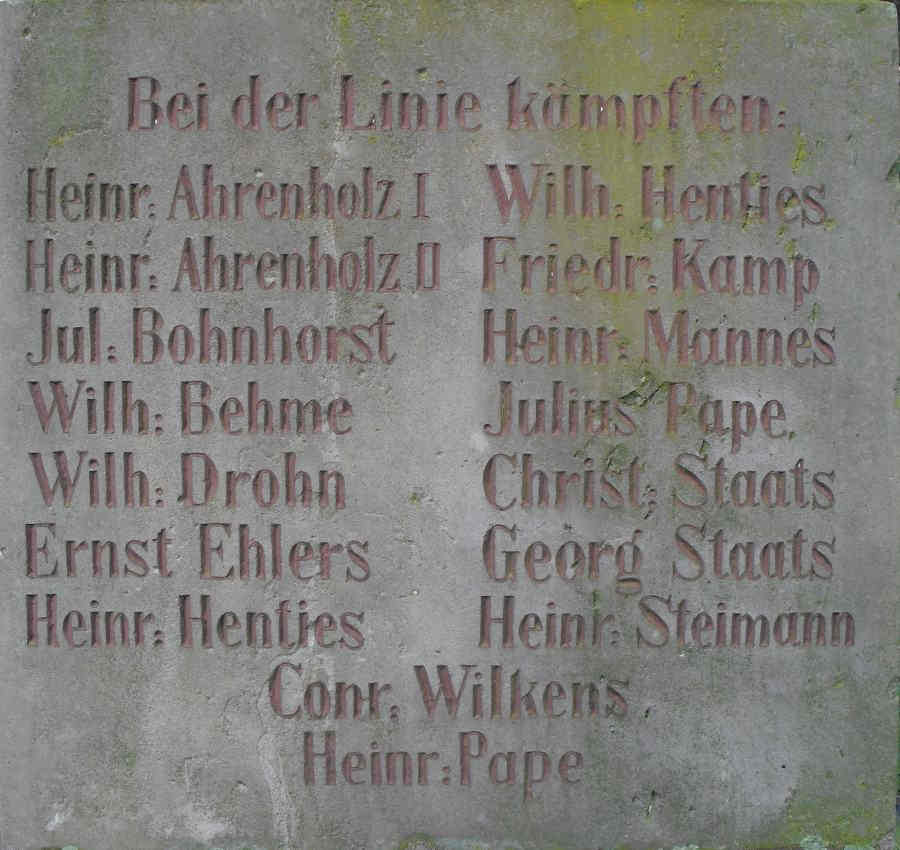 Bei der Linie kämpften:
Heinr: Ahrenholz I
Heinr: Ahrenholz II
Jul: Bohnhorst
Wilh: Behme
Wilh: Drohn
Ernst Ehlers
Heinr: Hentjes
Wilh: Hentjes
Friedr: Kamp
Heinr: Mannes
Julius Pape
Christ: Staats
Georg Staats
Heinr: Steimann
Conr: Wilkens
Heinr: Pape